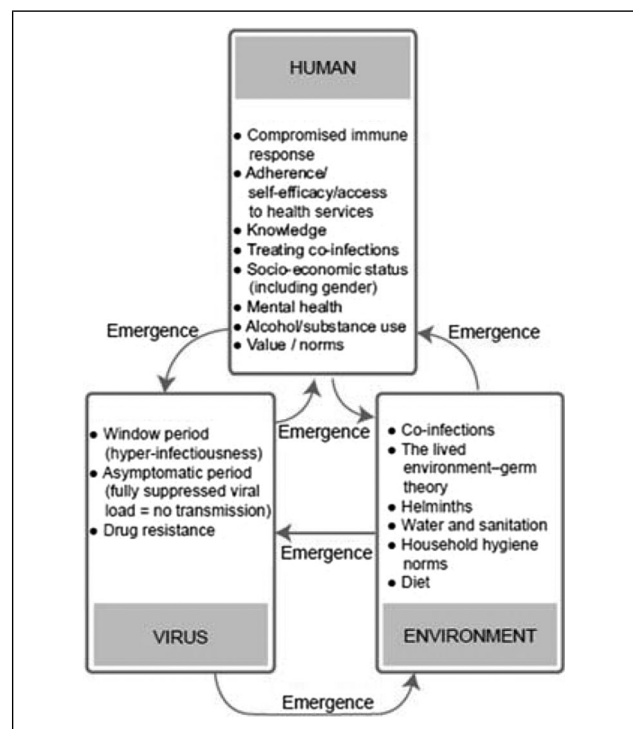 HUMAN
● Compromised immune
response
● Adherence/
self-efficacy/access
to health services
● Knowledge
● Treating co-infections
● Socio-economic status
(including gender)
● Mental health
● Alcohol/substance use
● Value / norms
Emergence
Emergence
● Window period
(hyper-infectiousness)
● Asymptomatic period
(fully suppressed viral
load = no transmission)
● Drug resistance
VIRUS
Emergence
Emergence
● Co-infections
● The lived
environment–germ
theory
● Helminths
● Water and sanitation
● Household hygiene
norms
● Diet
ENVIRONMENT
Emergence